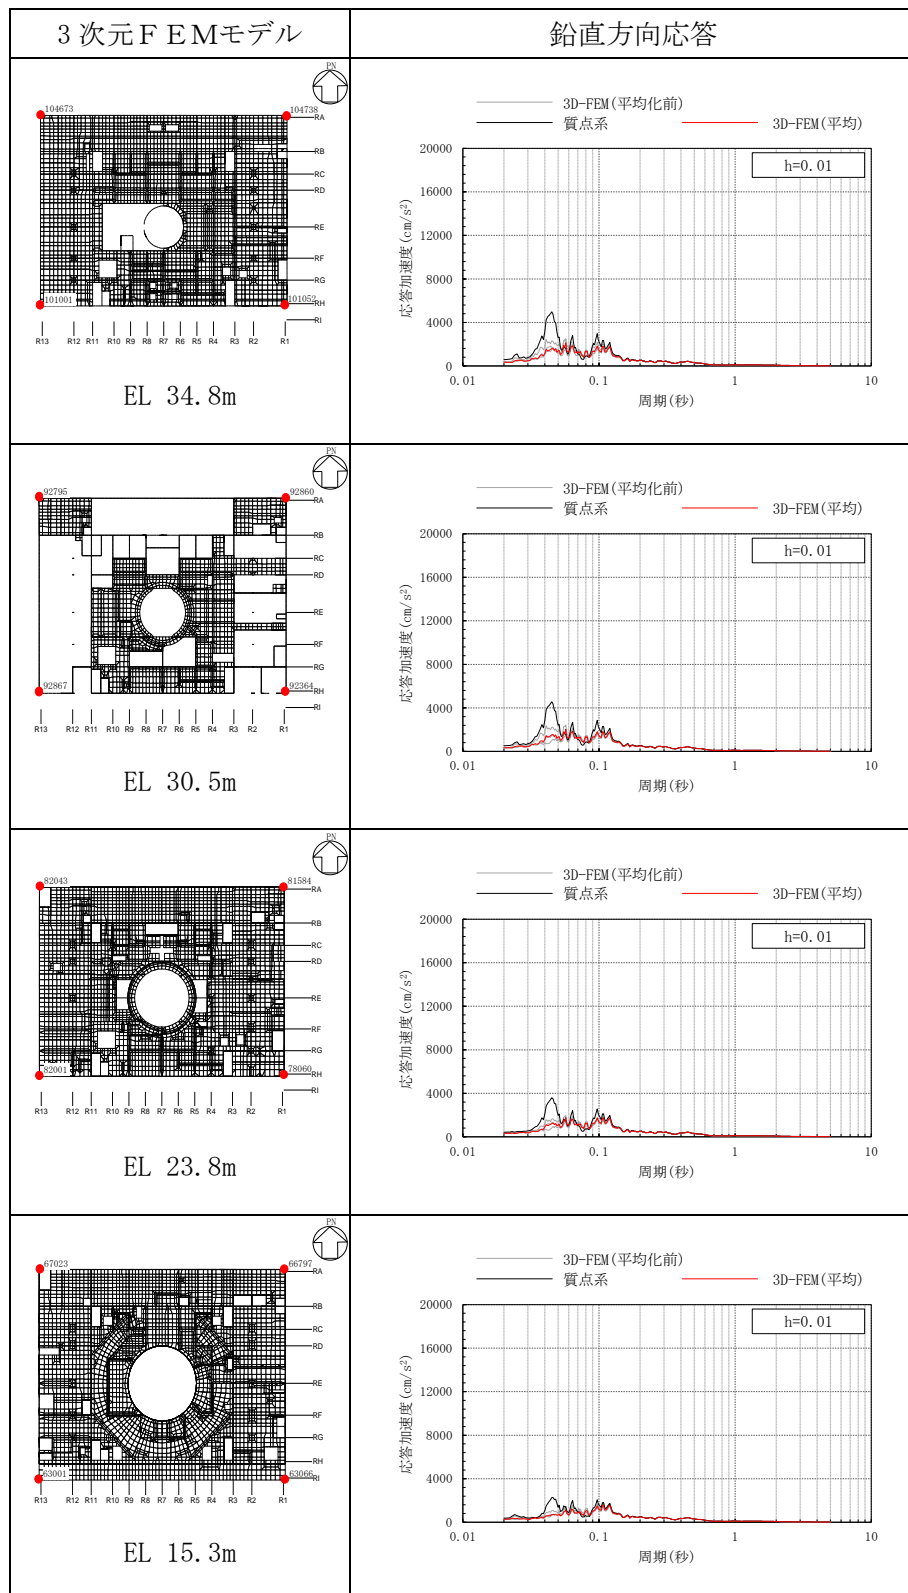 3次元ＦＥＭモデル
鉛直方向応答
PN
104673
104738
RA
RB
RC
RD
RE
RF
RG
RH
RI
101001
101052
R13 R12 R11 R10 R9 R8 R7 R6 R5 R4 R3 R2 R1
EL 34.8m
3D-FEM(平均化前)
質点系 3D-FEM(平均)
h=0.01
応答加速度(cm/s²)
20000
16000
12000
8000
4000
0
0.01 0.1 1 10
周期(秒)
PN
92795
92860
RA
RB
RC
RD
RE
RF
RG
RH
RI
92867
92364
R13 R12 R11 R10 R9 R8 R7 R6 R5 R4 R3 R2 R1
EL 30.5m
3D-FEM(平均化前)
質点系 3D-FEM(平均)
h=0.01
応答加速度(cm/s²)
20000
16000
12000
8000
4000
0
0.01 0.1 1 10
周期(秒)
PN
82043
81584
RA
RB
RC
RD
RE
RF
RG
RH
RI
82001
78060
R13 R12 R11 R10 R9 R8 R7 R6 R5 R4 R3 R2 R1
EL 23.8m
3D-FEM(平均化前)
質点系 3D-FEM(平均)
h=0.01
応答加速度(cm/s²)
20000
16000
12000
8000
4000
0
0.01 0.1 1 10
周期(秒)
PN
67023
66797
RA
RB
RC
RD
RE
RF
RG
RH
RI
63001
63066
R13 R12 R11 R10 R9 R8 R7 R6 R5 R4 R3 R2 R1
EL 15.3m
3D-FEM(平均化前)
質点系 3D-FEM(平均)
h=0.01
応答加速度(cm/s²)
20000
16000
12000
8000
4000
0
0.01 0.1 1 10
周期(秒)